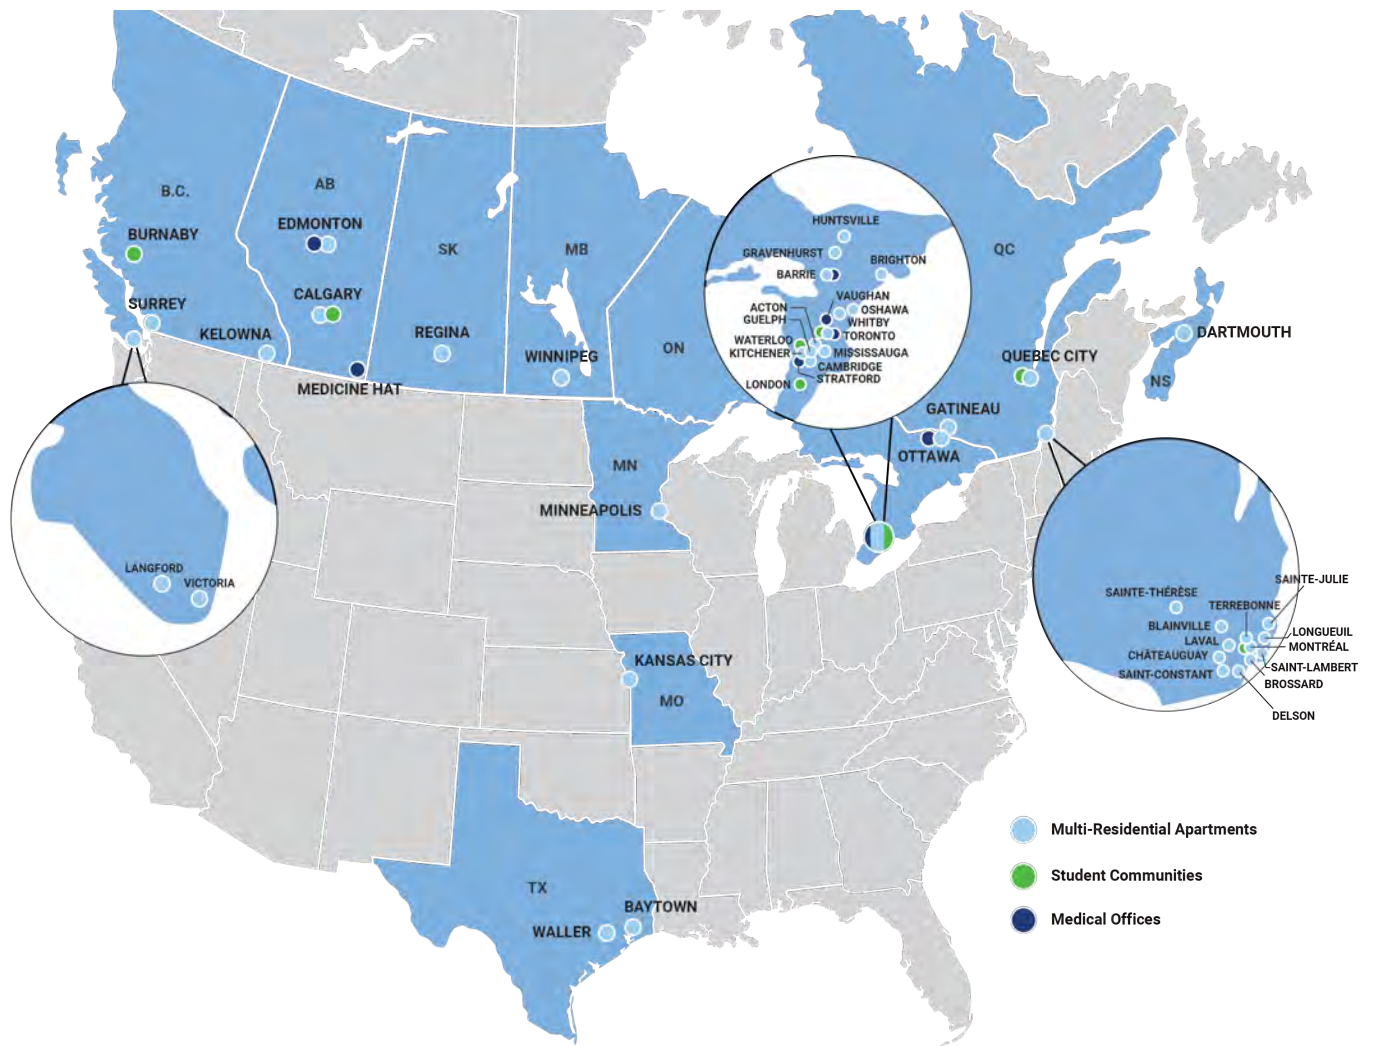 B.C.
BURNABY
SURREY
KELOWNA
AB
EDMONTON
CALGARY
MEDICINE HAT
SK
REGINA
MB
WINNIPEG
ON
HUNTSVILLE
GRAVENHURST
BARRIE
BRIGHTON
VAUGHAN
ACTON
OSHAWA
GUELPH
WHITBY
TORONTO
WATERLOO
KITCHENER
MISSISSAUGA
CAMBRIDGE
STRATFORD
LONDON
QC
QUEBEC CITY
GATINEAU
OTTAWA
DARTMOUTH
NS
LANGFORD
VICTORIA
MN
MINNEAPOLIS
KANSAS CITY
MO
TX
BAYTOWN
WALLER
SAINTE-JULIE
SAINTE-THÉRÈSE
TERREBONNE
BLAINVILLE
LONGUEUIL
LAVAL
MONTRÉAL
CHÂTEAUGUAY
SAINT-LAMBERT
SAINT-CONSTANT
BROSSARD
DELSON
Multi-Residential Apartments
Student Communities
Medical Offices